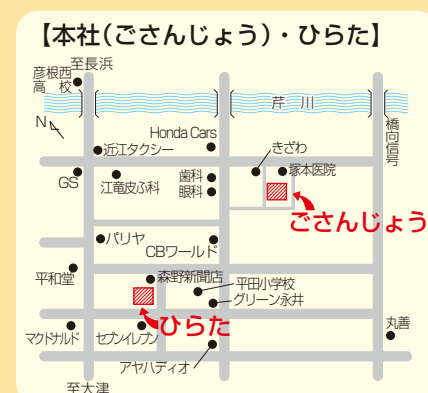 【本社(ごさんじょう)・ひらた】
至長浜
彦根西
高校
芹川
N
Honda Cars
きざわ
橋向信号
近江タクシー
塚本医院
GS
江竜皮ふ科
歯科
眼科
ごさんじょう
パリヤ
CBワールド
平和堂
森野新聞店
平田小学校
グリーン永井
ひらた
マクドナルド
セブンイレブン
丸善
アヤハディオ
至大津